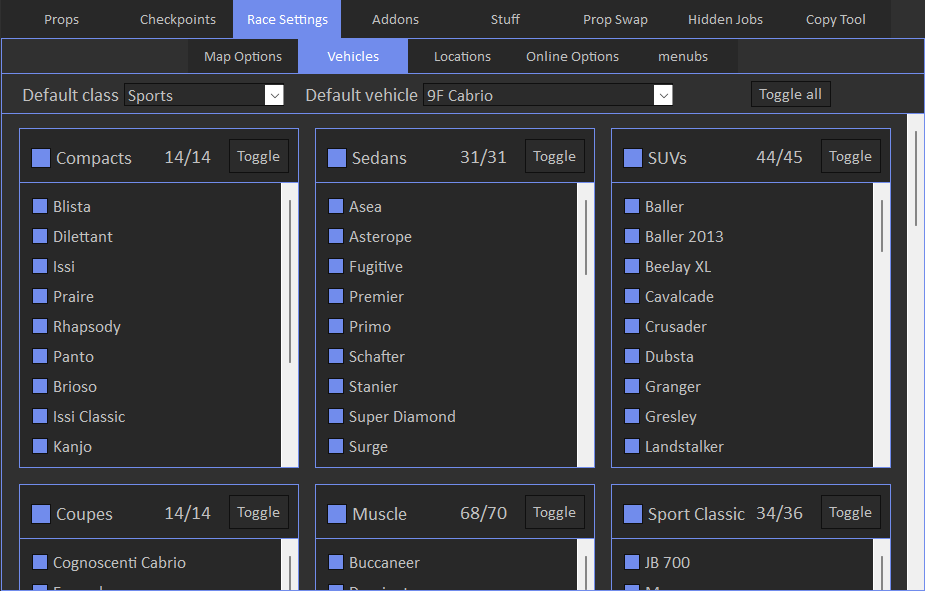 Props Checkpoints Race Settings Addons Stuff Prop Swap Hidden Jobs Copy Tool
Map Options Vehicles Locations Online Options menubs
Default class Sports Default vehicle 9F Cabrio Toggle all
Compacts 14/14 Toggle
Blista
Dilettant
Issi
Praire
Rhapsody
Panto
Brioso
Issi Classic
Kanjo
Sedans 31/31 Toggle
Asea
Asterope
Fugitive
Premier
Primo
Schafter
Stanier
Super Diamond
Surge
SUVs 44/45 Toggle
Baller
Baller 2013
BeeJay XL
Cavalcade
Crusader
Dubsta
Granger
Gresley
Landstalker
Coupes 14/14 Toggle
Cognoscenti Cabrio
Muscle 68/70 Toggle
Buccaneer
Sport Classic 34/36 Toggle
JB 700